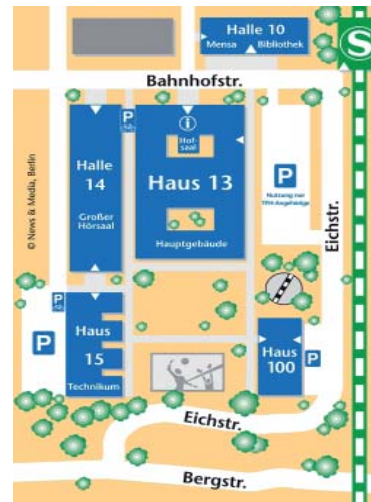 Halle 10
Mensa Bibliothek
S
Bahnhofstr.
P
i
Hof-
saal
Halle
14
Großer
Hörsaal
Haus 13
Hauptgebäude
P
Nutzung nur
TFH-Angehörige
Eichstr.
© News & Media, Berlin
P
P
Haus
15
Technikum
Haus
100
P
Eichstr.
Bergstr.